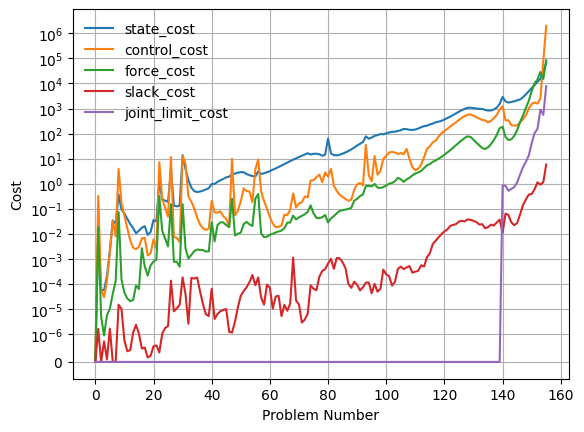 state_cost
control_cost
force_cost
slack_cost
joint_limit_cost
10⁶
10⁵
10⁴
10³
10²
10¹
10⁰
10⁻¹
10⁻²
10⁻³
10⁻⁴
10⁻⁵
10⁻⁶
0
Cost
0 20 40 60 80 100 120 140 160
Problem Number